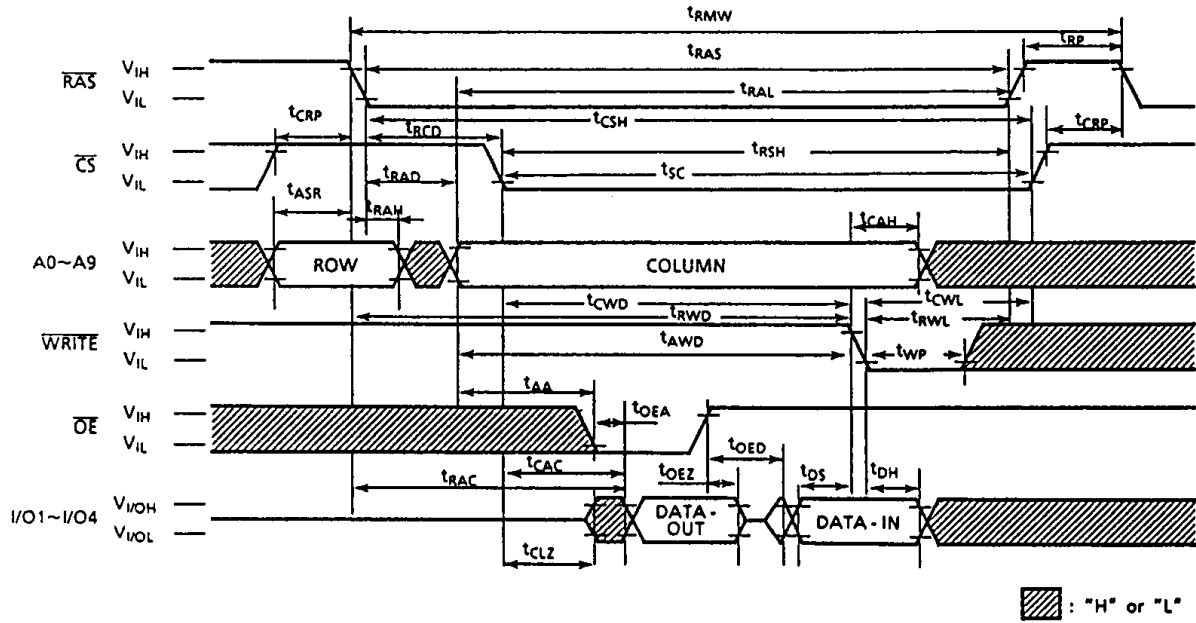 tRMW
tRP
tRAS
RAS VIH
VIL
tRAL
tCRP
tCSH
tRCD
tCRP
CS VIH
VIL
tRSH
tSC
tRAD
tASR
tRAH
tCAH
A0~A9 VIH
VIL
ROW
COLUMN
tCWD
tCWL
tRWD
tRWL
WRITE VIH
VIL
tAWD
tWP
tAA
OE VIH
VIL
tOEA
tOED
tCAC
tOEZ
tRAC
tDS
tDH
I/O1~I/O4 VI/OH
VI/OL
DATA-
OUT
DATA-IN
tCLZ
: "H" or "L"